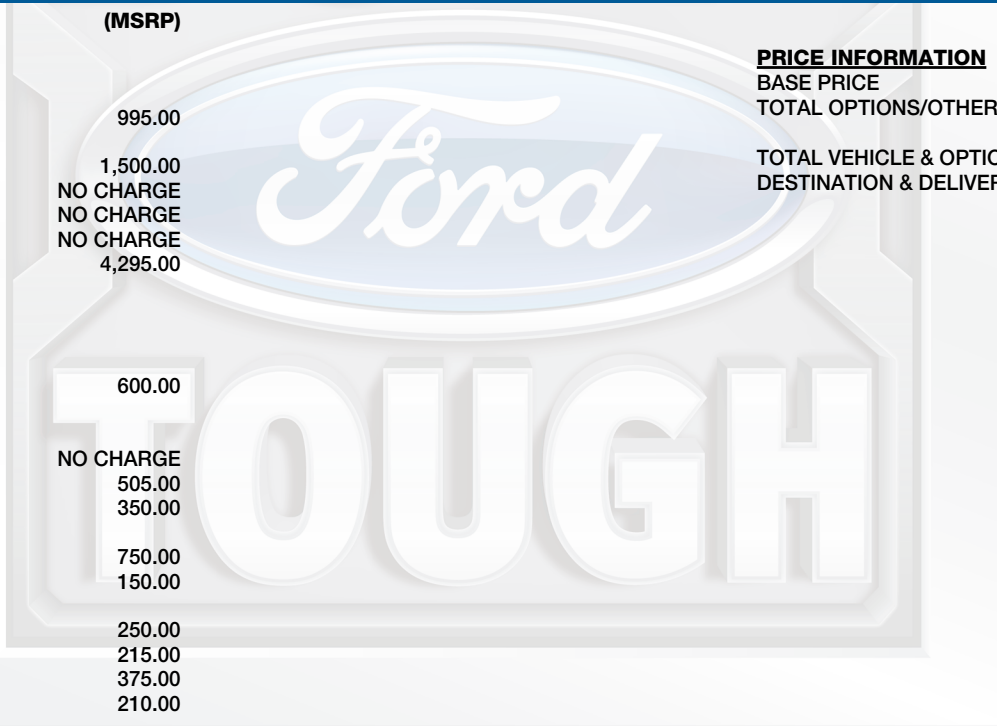 (MSRP)
995.00
1,500.00
NO CHARGE
NO CHARGE
NO CHARGE
4,295.00
600.00
NO CHARGE
505.00
350.00
750.00
150.00
250.00
215.00
375.00
210.00
PRICE INFORMATION
BASE PRICE
TOTAL OPTIONS/OTHER
TOTAL VEHICLE & OPTIO
DESTINATION & DELIVER
Ford
TOUGH